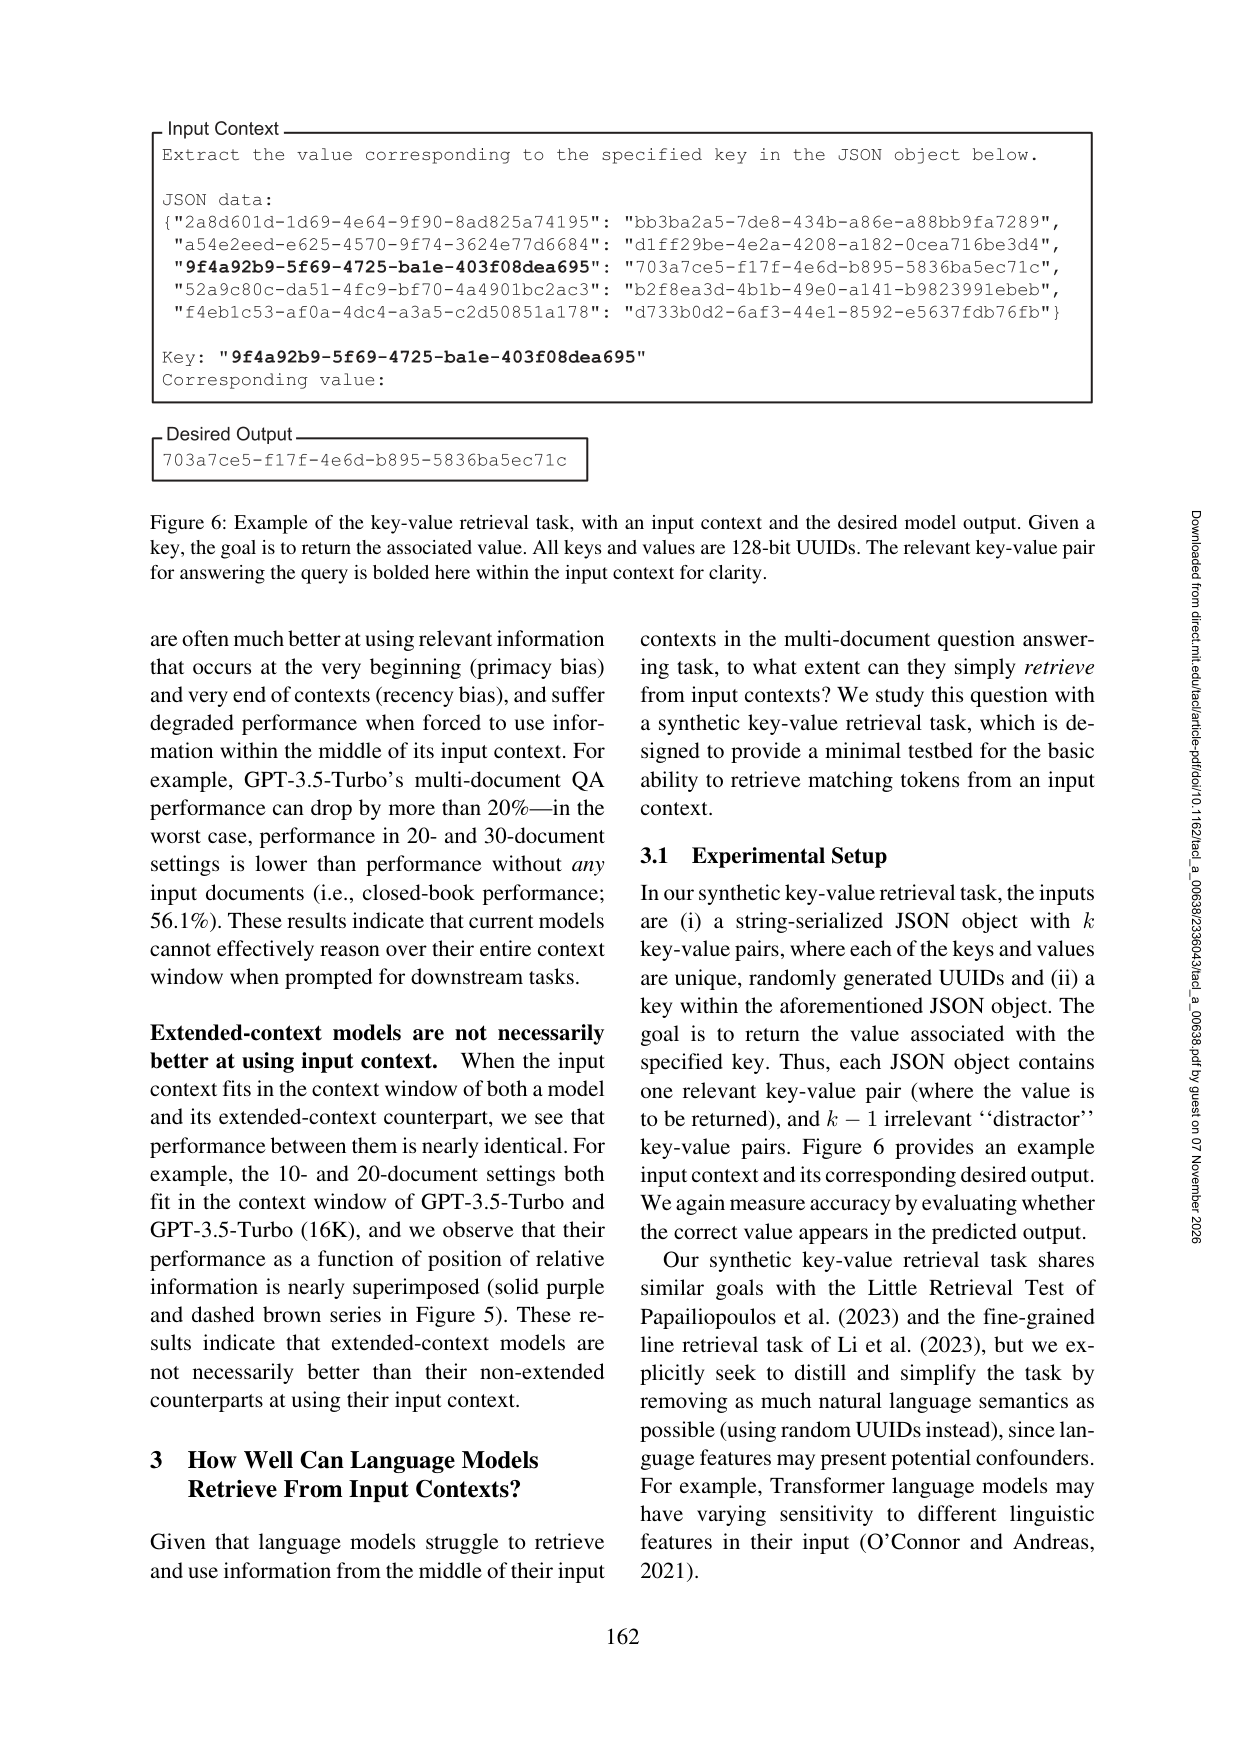 Input Context
Extract the value corresponding to the specified key in the JSON object below.
JSON data:
{"2a8d601d-1d69-4e64-9f90-8ad825a74195": "bb3ba2a5-7de8-434b-a86e-a88bb9fa7289",
"a54e2eed-e625-4570-9f74-3624e77d6684": "d1ff29be-4e2a-4208-a182-0cea716be3d4",
"9f4a92b9-5f69-4725-ba1e-403f08dea695": "703a7ce5-f17f-4e6d-b895-5836ba5ec71c",
"52a9c80c-da51-4fc9-bf70-4a4901bc2ac3": "b2f8ea3d-4b1b-49e0-a141-b9823991ebeb",
"f4eb1c53-af0a-4dc4-a3a5-c2d50851a178": "d733b0d2-6af3-44e1-8592-e5637fdb76fb"}
Key: "9f4a92b9-5f69-4725-ba1e-403f08dea695"
Corresponding value:
Desired Output
703a7ce5-f17f-4e6d-b895-5836ba5ec71c
Figure 6: Example of the key-value retrieval task, with an input context and the desired model output. Given a
key, the goal is to return the associated value. All keys and values are 128-bit UUIDs. The relevant key-value pair
for answering the query is bolded here within the input context for clarity.
are often much better at using relevant information
that occurs at the very beginning (primacy bias)
and very end of contexts (recency bias), and suffer
degraded performance when forced to use infor-
mation within the middle of its input context. For
example, GPT-3.5-Turbo's multi-document QA
performance can drop by more than 20%—in the
worst case, performance in 20- and 30-document
settings is lower than performance without any
input documents (i.e., closed-book performance;
56.1%). These results indicate that current models
cannot effectively reason over their entire context
window when prompted for downstream tasks.
Extended-context models are not necessarily
better at using input context. When the input
context fits in the context window of both a model
and its extended-context counterpart, we see that
performance between them is nearly identical. For
example, the 10- and 20-document settings both
fit in the context window of GPT-3.5-Turbo and
GPT-3.5-Turbo (16K), and we observe that their
performance as a function of position of relative
information is nearly superimposed (solid purple
and dashed brown series in Figure 5). These re-
sults indicate that extended-context models are
not necessarily better than their non-extended
counterparts at using their input context.
3 How Well Can Language Models
Retrieve From Input Contexts?
Given that language models struggle to retrieve
and use information from the middle of their input
contexts in the multi-document question answer-
ing task, to what extent can they simply retrieve
from input contexts? We study this question with
a synthetic key-value retrieval task, which is de-
signed to provide a minimal testbed for the basic
ability to retrieve matching tokens from an input
context.
3.1 Experimental Setup
In our synthetic key-value retrieval task, the inputs
are (i) a string-serialized JSON object with k
key-value pairs, where each of the keys and values
are unique, randomly generated UUIDs and (ii) a
key within the aforementioned JSON object. The
goal is to return the value associated with the
specified key. Thus, each JSON object contains
one relevant key-value pair (where the value is
to be returned), and k − 1 irrelevant ‘‘distractor’’
key-value pairs. Figure 6 provides an example
input context and its corresponding desired output.
We again measure accuracy by evaluating whether
the correct value appears in the predicted output.
Our synthetic key-value retrieval task shares
similar goals with the Little Retrieval Test of
Papailiopoulos et al. (2023) and the fine-grained
line retrieval task of Li et al. (2023), but we ex-
plicitly seek to distill and simplify the task by
removing as much natural language semantics as
possible (using random UUIDs instead), since lan-
guage features may present potential confounders.
For example, Transformer language models may
have varying sensitivity to different linguistic
features in their input (O'Connor and Andreas,
2021).
162
Downloaded from direct.mit.edu/tacl/article-pdf/doi/10.1162/tacl_a_00638/2336043/tacl_a_00638.pdf by guest on 07 November 2026